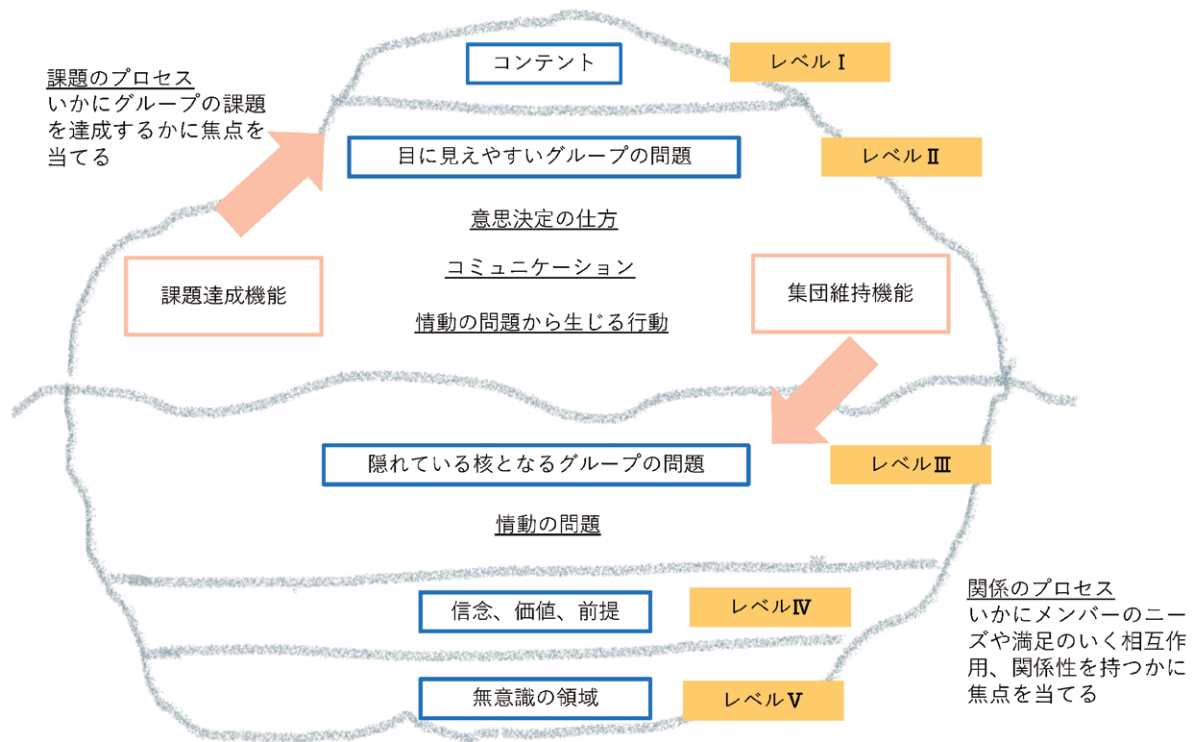 コンテント
レベルⅠ
課題のプロセス
いかにグループの課題
を達成するかに焦点を
当てる
目に見えやすいグループの問題
レベルⅡ
意思決定の仕方
コミュニケーション
情動の問題から生じる行動
課題達成機能
集団維持機能
隠れている核となるグループの問題
レベルⅢ
情動の問題
信念、価値、前提
レベルⅣ
関係のプロセス
いかにメンバーのニー
ズや満足のいく相互作
用、関係性を持つかに
焦点を当てる
無意識の領域
レベルⅤ